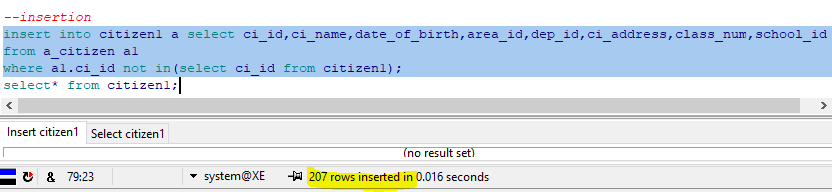 --insertion
insert into citizen1 a select ci_id,ci_name,date_of_birth,area_id,dep_id,ci_address,class_num,school_id
from a_citizen a1
where a1.ci_id not in(select ci_id from citizen1);
select* from citizen1;
Insert citizen1 Select citizen1
(no result set)
& 79:23 system@XE 207 rows inserted in 0.016 seconds